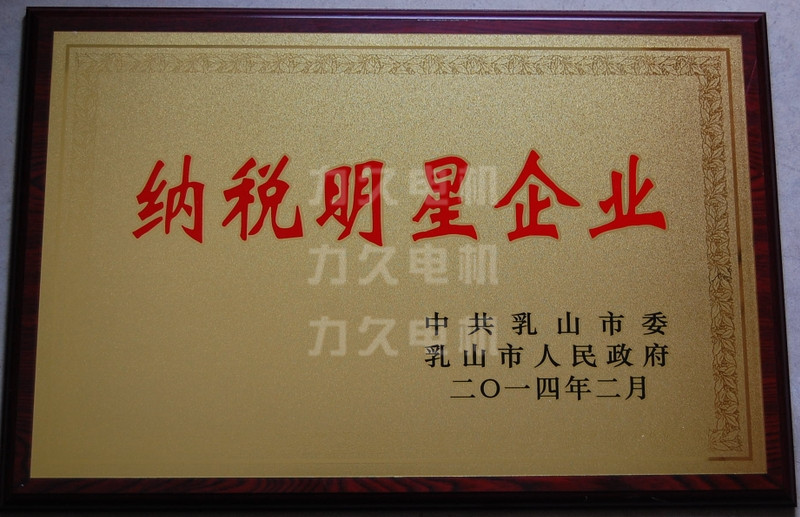 纳税明星企业
力久电机
力久电机
力久电机
中共乳山市委
乳山市人民政府
二〇一四年二月